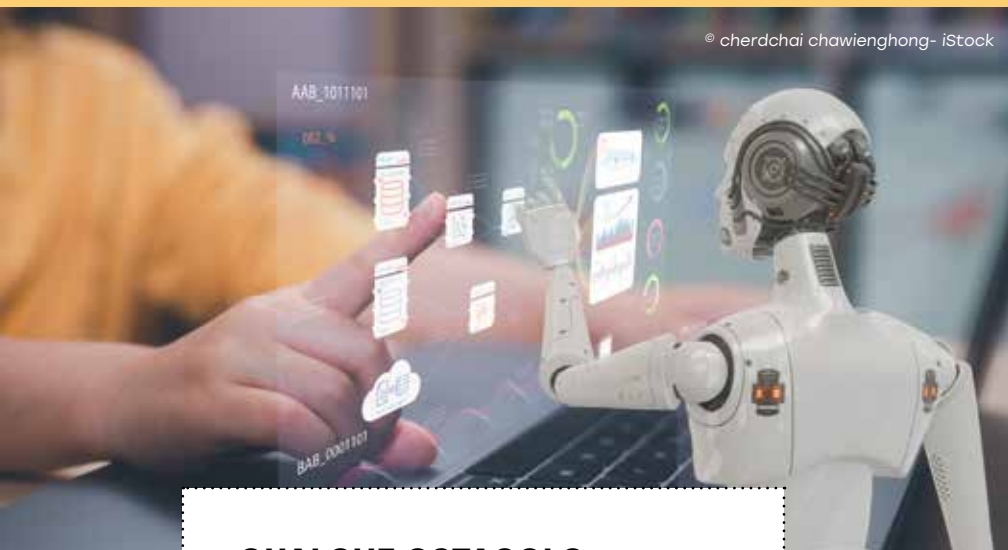 © cherdchai chawienghong- iStock
AAB_1011101
BAB_0001101
QUALCHE OSTACOLO